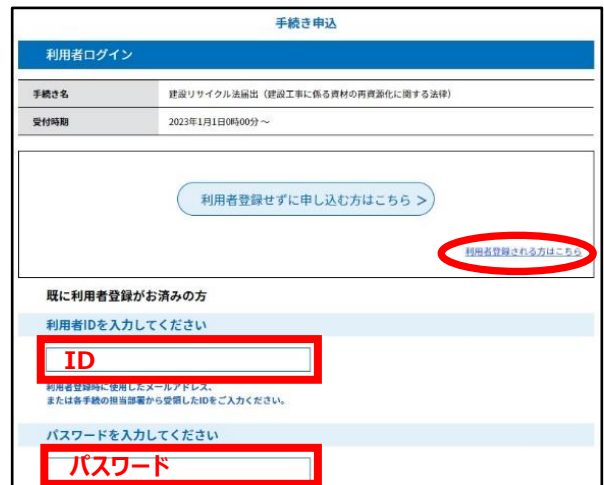 手続き申込
利用者ログイン
手続き名 建設リサイクル法届出（建設工事に係る資材の再資源化に関する法律）
受付時期 2023年1月1日0時00分～
利用者登録せずに申し込む方はこちら >
利用者登録される方はこちら
既に利用者登録がお済みの方
利用者IDを入力してください
ID
利用者登録時に使用したメールアドレス、
または各手続の担当部署から受領したIDをご入力ください。
パスワードを入力してください
パスワード